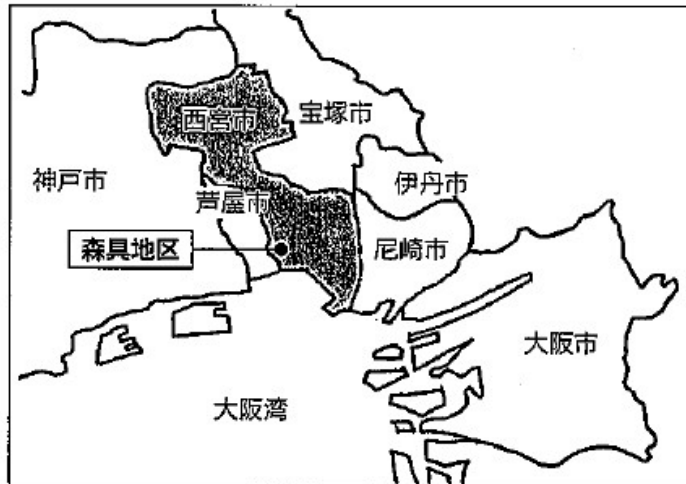 西宮市
宝塚市
神戸市
芦屋市
伊丹市
森具地区
尼崎市
大阪市
大阪湾